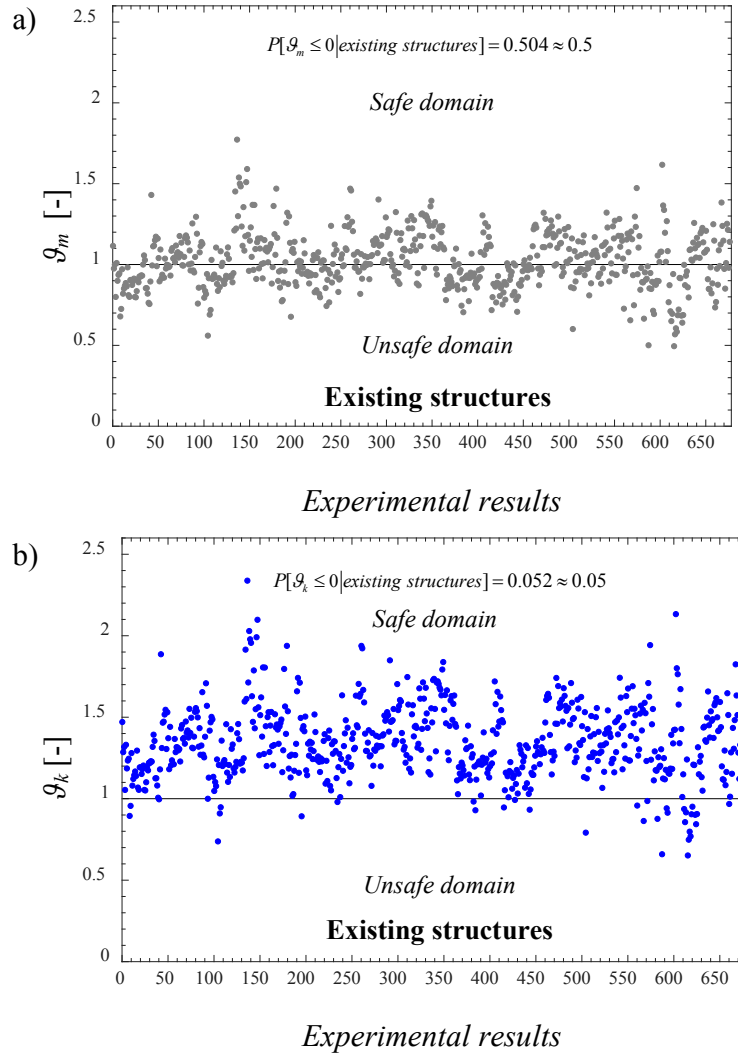 a)
2.5
P[𝜗m ≤ 0|existing structures] = 0.504 ≈ 0.5
2
Safe domain
1.5
𝜗m [-]
1
0.5
Unsafe domain
Existing structures
0
0 50 100 150 200 250 300 350 400 450 500 550 600 650
Experimental results
b)
2.5
P[𝜗k ≤ 0|existing structures] = 0.052 ≈ 0.05
Safe domain
2
1.5
𝜗k [-]
1
0.5
Unsafe domain
Existing structures
0
0 50 100 150 200 250 300 350 400 450 500 550 600 650
Experimental results